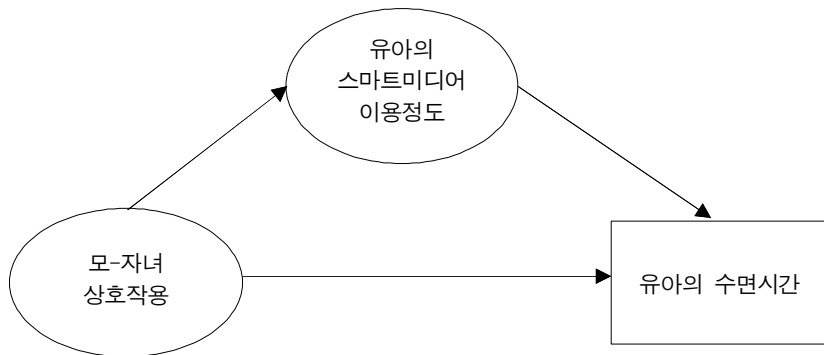 유아의
스마트미디어
이용정도
모-자녀
상호작용
유아의 수면시간